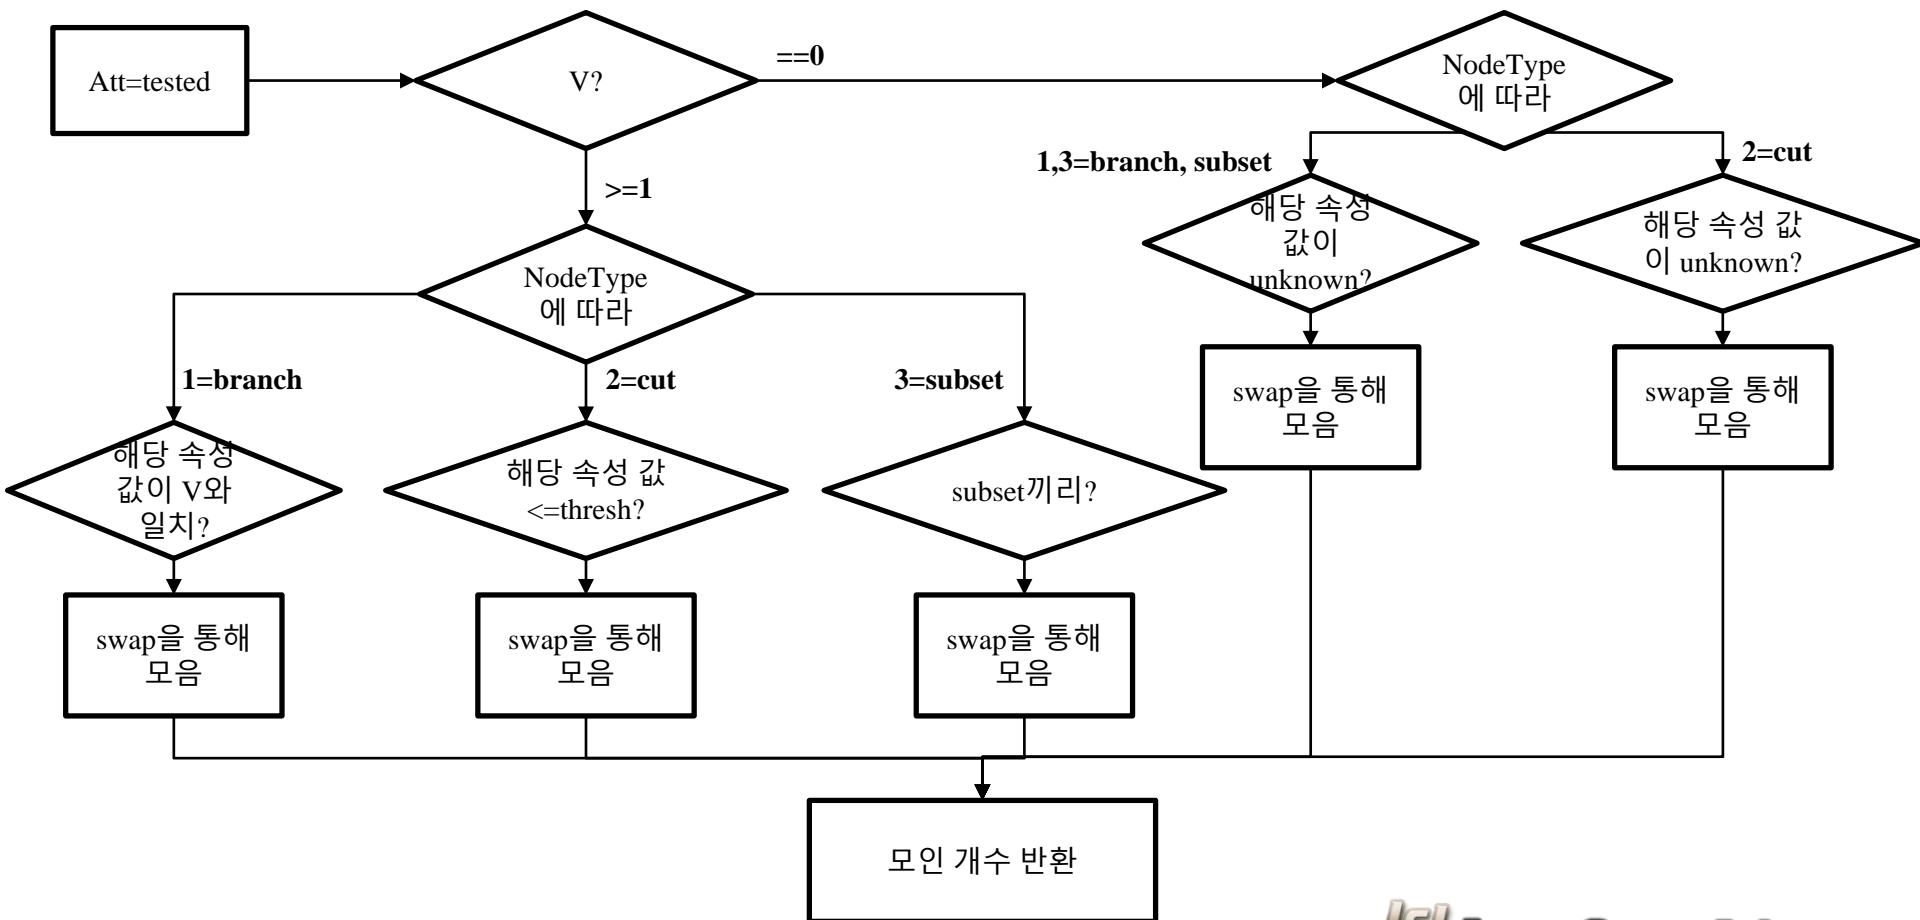 Att=tested
V?
==0
NodeType
에 따라
>=1
1,3=branch, subset
2=cut
해당 속성
값이
unknown?
해당 속성 값
이 unknown?
NodeType
에 따라
swap을 통해
모음
swap을 통해
모음
1=branch
2=cut
3=subset
해당 속성
값이 V와
일치?
해당 속성 값
<=thresh?
subset끼리?
swap을 통해
모음
swap을 통해
모음
swap을 통해
모음
모인 개수 반환